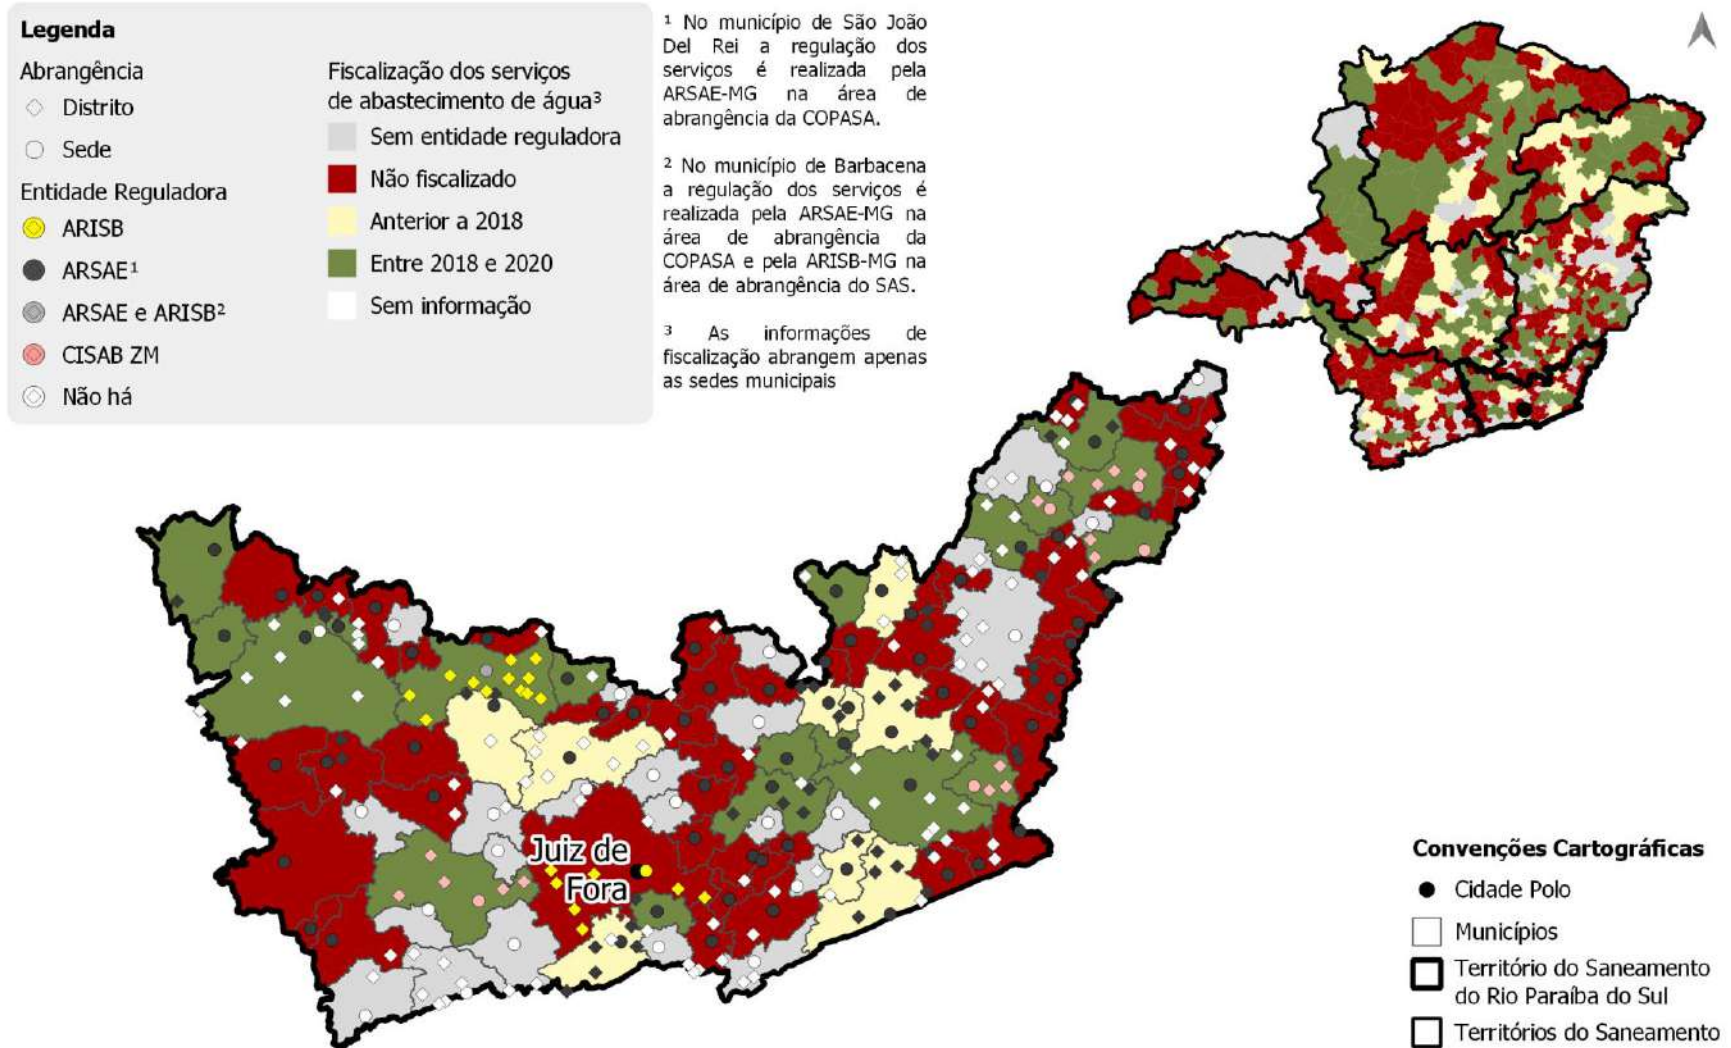 Legenda
Abrangência
Distrito
Sede
Entidade Reguladora
ARISB
ARSAE¹
ARSAE e ARISB²
CISAB ZM
Não há
Fiscalização dos serviços
de abastecimento de água³
Sem entidade reguladora
Não fiscalizado
Anterior a 2018
Entre 2018 e 2020
Sem informação
¹ No município de São João
Del Rei a regulação dos
serviços é realizada pela
ARSAE-MG na área de
abrangência da COPASA.
² No município de Barbacena
a regulação dos serviços é
realizada pela ARSAE-MG na
área de abrangência da
COPASA e pela ARISB-MG na
área de abrangência do SAS.
³ As informações de
fiscalização abrangem apenas
as sedes municipais
Juiz de
Fora
Convenções Cartográficas
Cidade Polo
Municípios
Território do Saneamento
do Rio Paraíba do Sul
Territórios do Saneamento